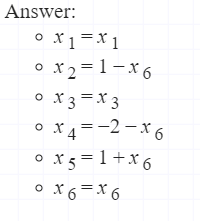 Answer:
○ x₁=x₁
○ x₂=1−x₆
○ x₃=x₃
○ x₄=−2−x₆
○ x₅=1+x₆
○ x₆=x₆